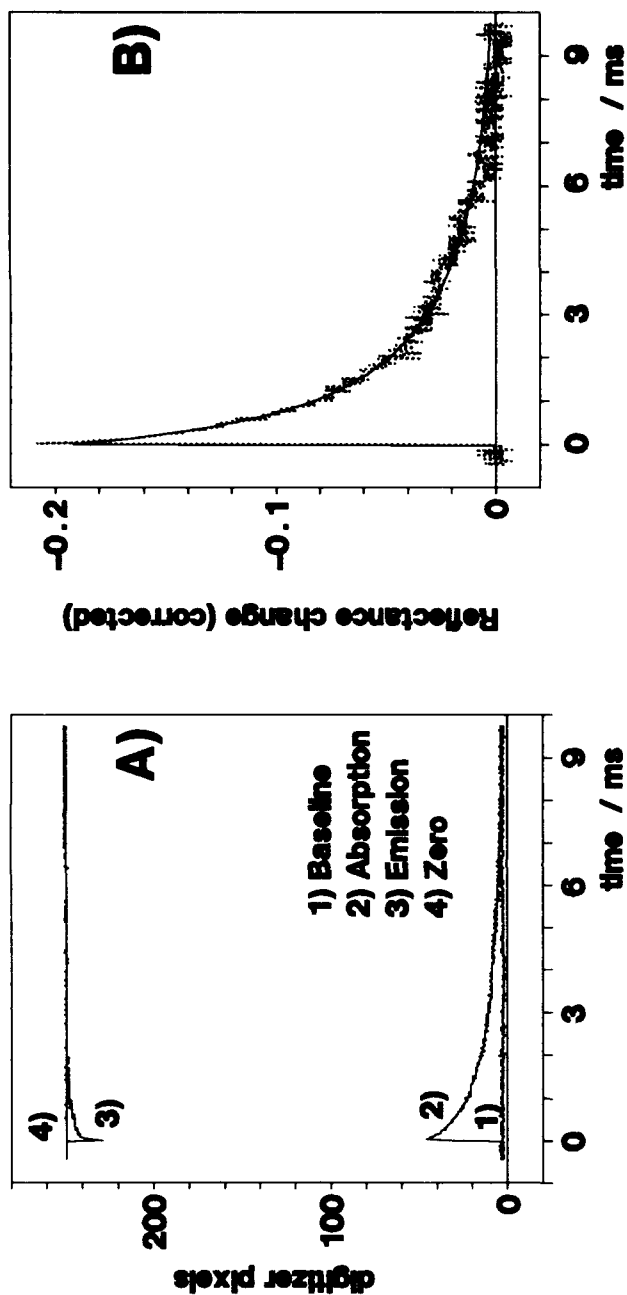 A)
digitizer pixels
200
0
4)
3)
2)
1)
1) Baseline
2) Absorption
3) Emission
4) Zero
0 3 6 9
time / ms
B)
Reflectance change (corrected)
-0.2
-0.1
0
0 3 6 9
time / ms